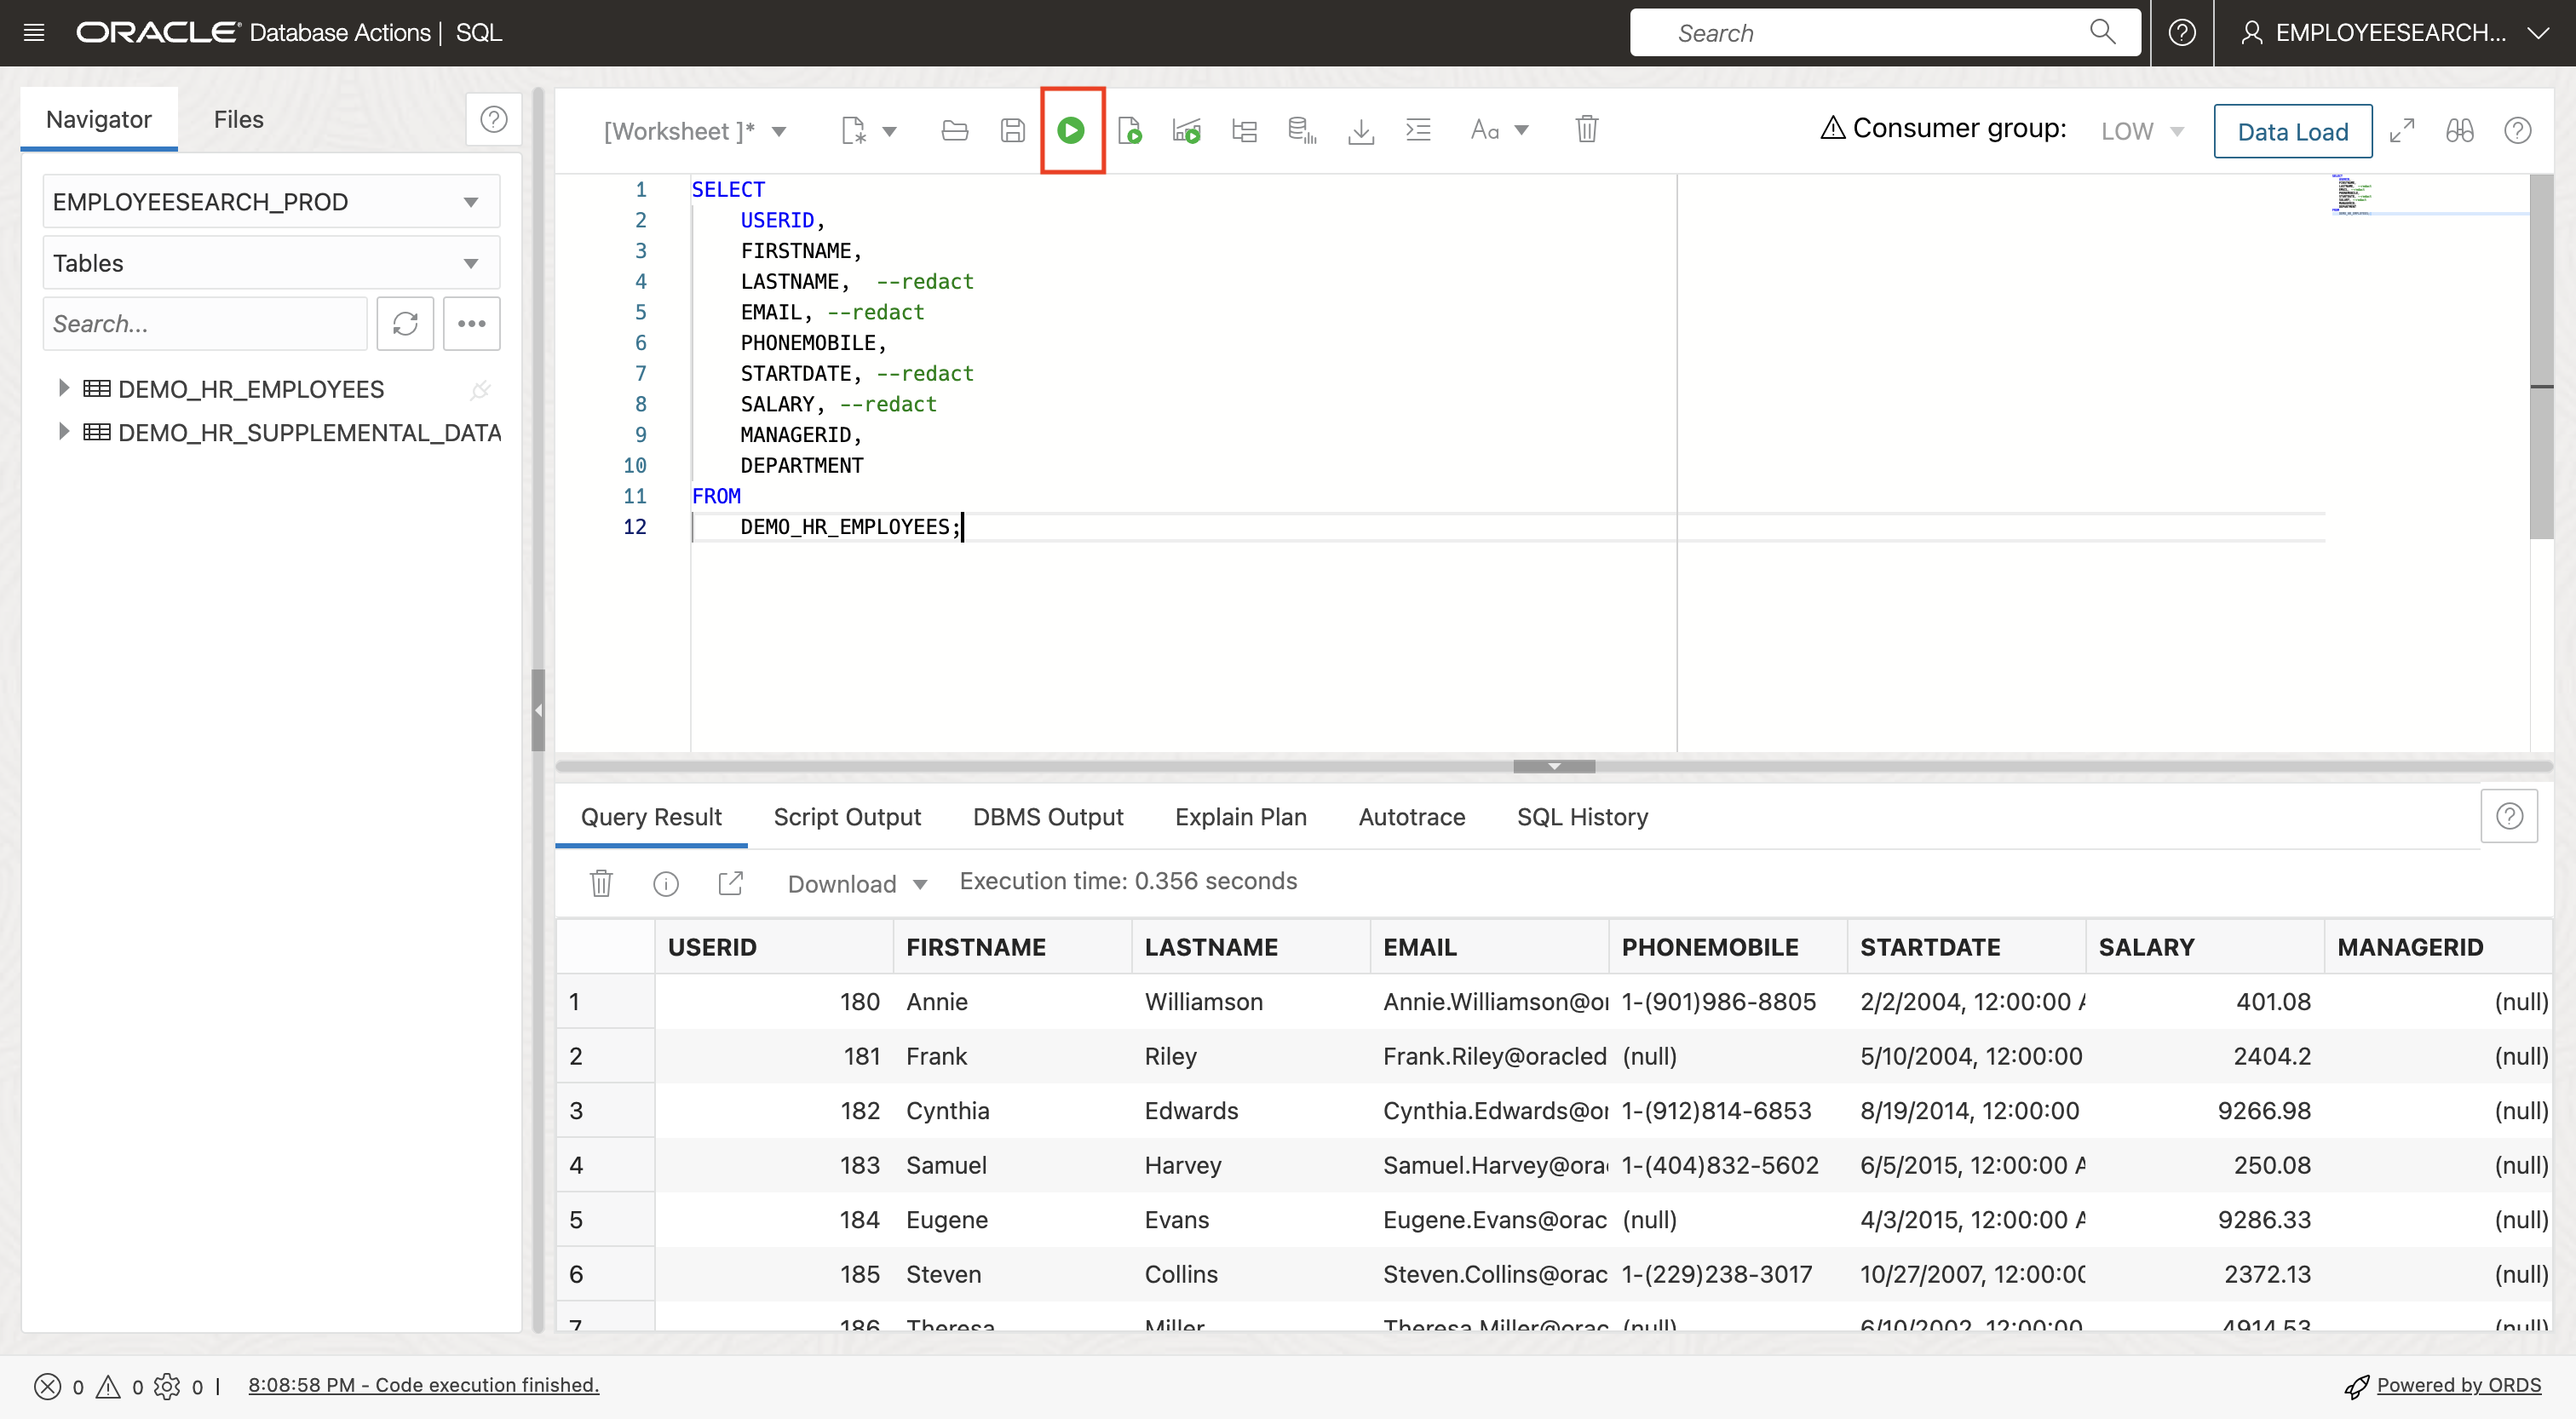 ORACLE Database Actions | SQL
Search
EMPLOYEESEARCH...
Navigator
Files
EMPLOYEESEARCH_PROD
Tables
Search...
DEMO_HR_EMPLOYEES
DEMO_HR_SUPPLEMENTAL_DATA
[Worksheet ]*
Aa
Consumer group:
LOW
Data Load
1 SELECT
2 USERID,
3 FIRSTNAME,
4 LASTNAME, --redact
5 EMAIL, --redact
6 PHONEMOBILE,
7 STARTDATE, --redact
8 SALARY, --redact
9 MANAGERID,
10 DEPARTMENT
11 FROM
12 DEMO_HR_EMPLOYEES;
Query Result
Script Output
DBMS Output
Explain Plan
Autotrace
SQL History
Download
Execution time: 0.356 seconds
USERID FIRSTNAME LASTNAME EMAIL PHONEMOBILE STARTDATE SALARY MANAGERID
1 180 Annie Williamson Annie.Williamson@or 1-(901)986-8805 2/2/2004, 12:00:00 A 401.08 (null)
2 181 Frank Riley Frank.Riley@oracled (null) 5/10/2004, 12:00:00 2404.2 (null)
3 182 Cynthia Edwards Cynthia.Edwards@or 1-(912)814-6853 8/19/2014, 12:00:00 9266.98 (null)
4 183 Samuel Harvey Samuel.Harvey@ora 1-(404)832-5602 6/5/2015, 12:00:00 A 250.08 (null)
5 184 Eugene Evans Eugene.Evans@orac (null) 4/3/2015, 12:00:00 A 9286.33 (null)
6 185 Steven Collins Steven.Collins@orac 1-(229)238-3017 10/27/2007, 12:00:00 2372.13 (null)
7 186 Theresa Miller Theresa.Miller@orac (null) 6/10/2002, 12:00:00 4914.53 (null)
0 0 0 | 8:08:58 PM - Code execution finished.
Powered by ORDS